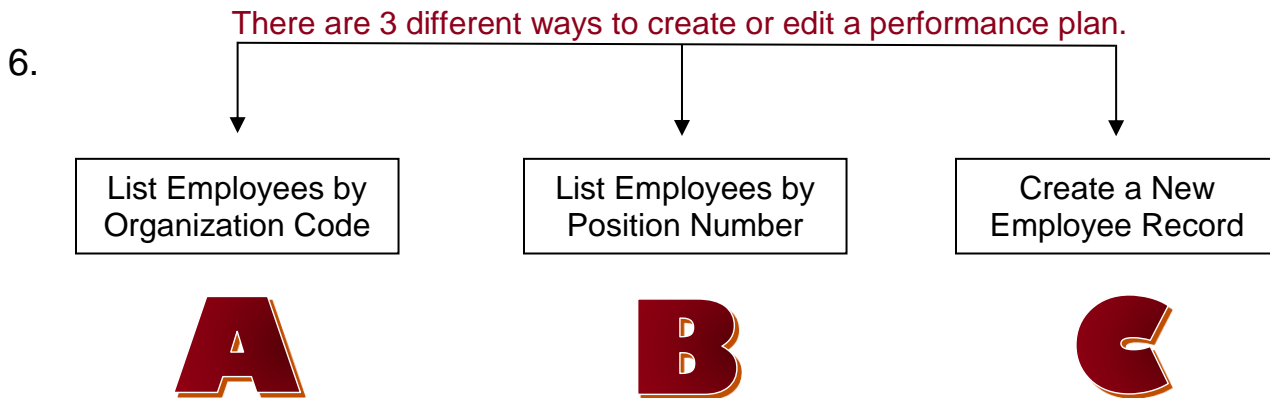 There are 3 different ways to create or edit a performance plan.
6.
List Employees by
Organization Code
List Employees by
Position Number
Create a New
Employee Record
A
B
C